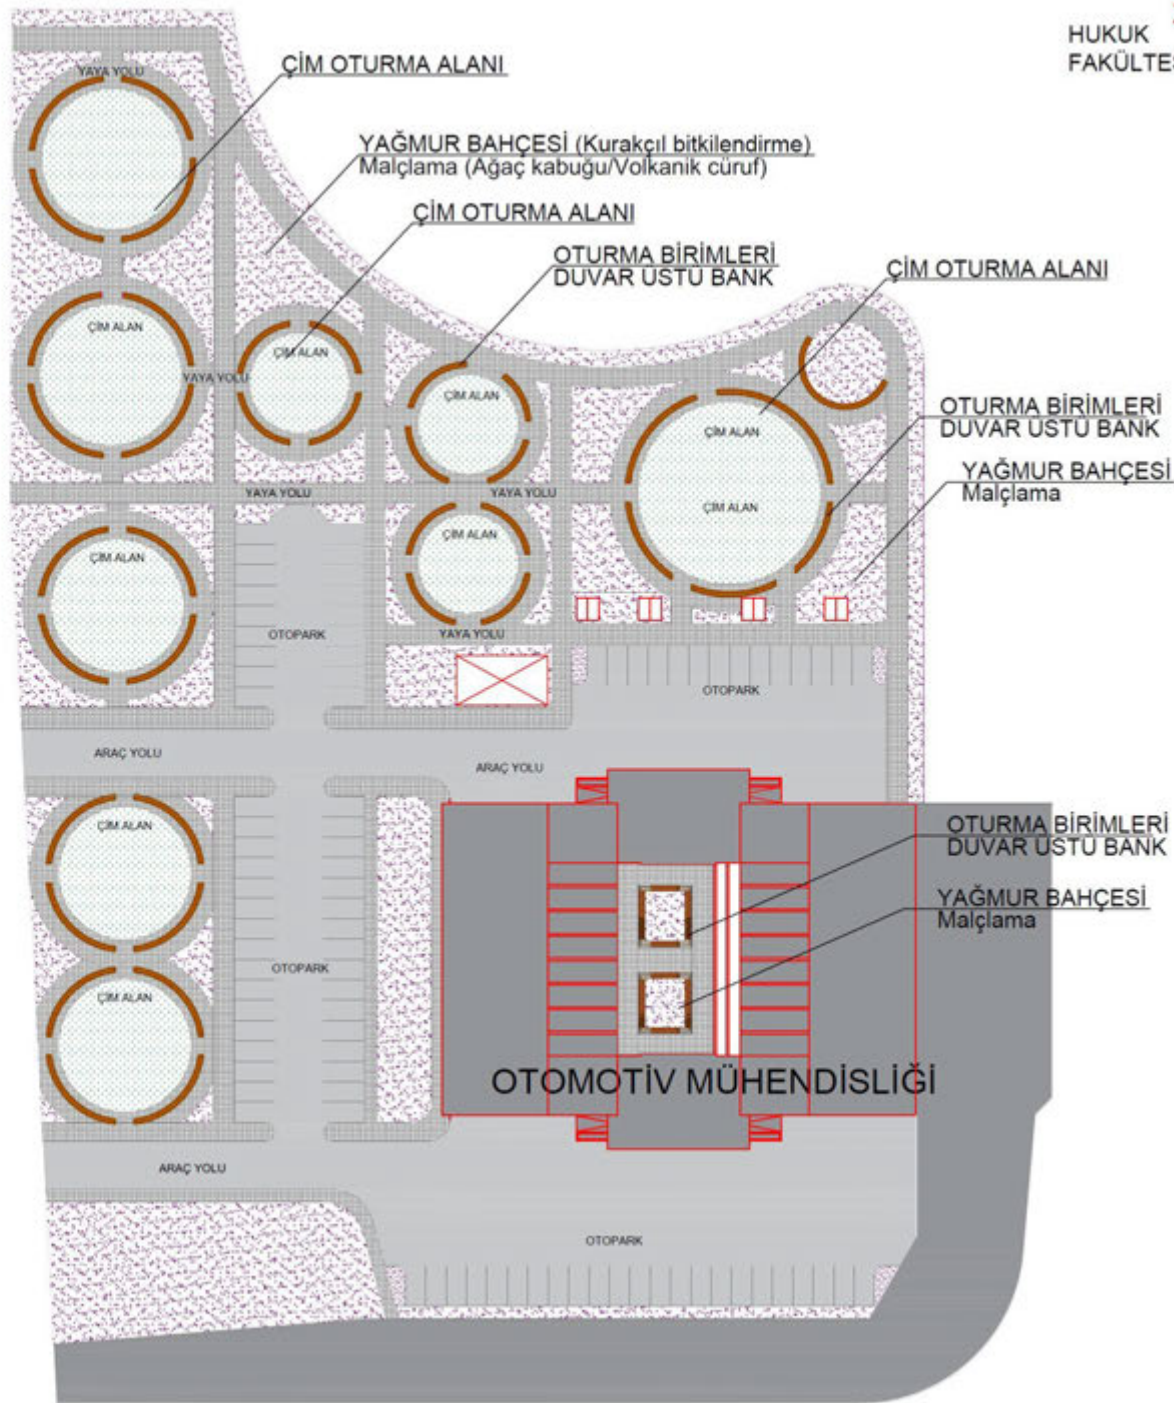 HUKUK
YAYA YOLU
ÇİM OTURMA ALANI
YAĞMUR BAHÇESİ (Kurakçıl bitkilendirme)
Malçlama (Ağaç kabuğu/Volkanik cüruf)
ÇİM OTURMA ALANI
OTURMA BİRİMLERİ
DUVAR ÜSTÜ BANK
ÇİM OTURMA ALANI
ÇİM ALAN
ÇİM ALAN
YAYA YOLU
ÇİM ALAN
OTURMA BİRİMLERİ
DUVAR ÜSTÜ BANK
ÇİM ALAN
YAĞMUR BAHÇESİ
Malçlama
YAYA YOLU
YAYA YOLU
ÇİM ALAN
ÇİM ALAN
ÇİM ALAN
OTOPARK
YAYA YOLU
OTOPARK
ARAÇ YOLU
ARAÇ YOLU
ÇİM ALAN
OTURMA BİRİMLERİ
DUVAR ÜSTÜ BANK
YAĞMUR BAHÇESİ
Malçlama
OTOPARK
ÇİM ALAN
OTOMOTİV MÜHENDİSLİĞİ
ARAÇ YOLU
OTOPARK